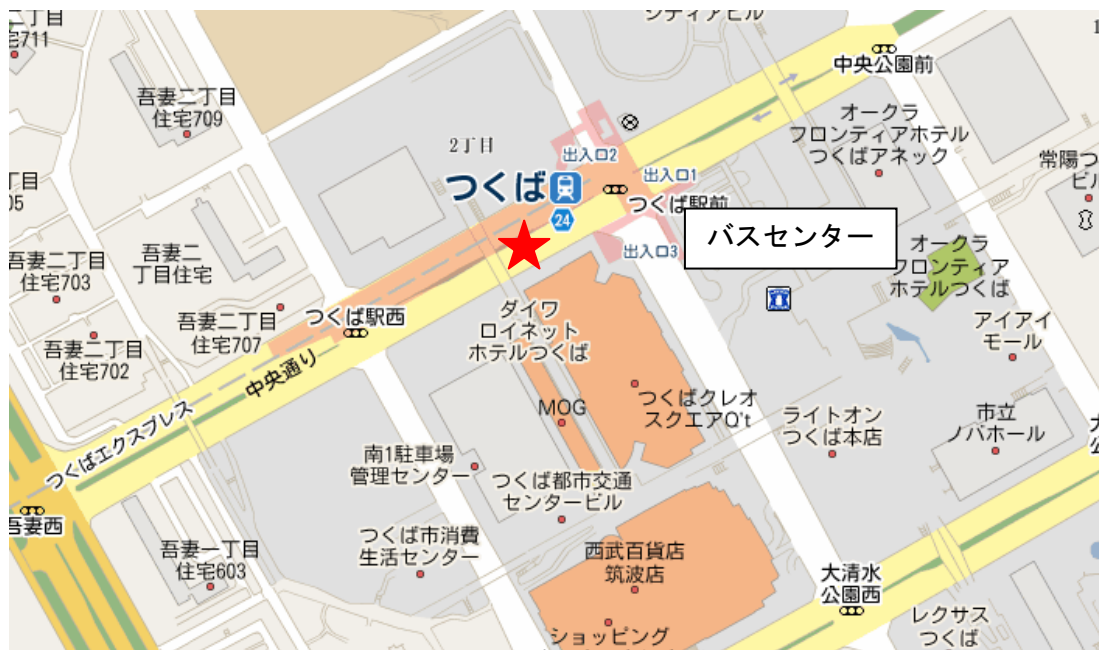 二丁目
711
ンティアビル
中央公園前
吾妻二丁目
住宅709
2丁目
出入口2
オークラ
フロンティアホテル
つくばアネック
出入口1
つくば
24
つくば駅前
常陽つ
ビル
丁目
05
バスセンター
出入口3
オークラ
フロンティア
ホテルつくば
吾妻二
丁目住宅
吾妻二丁目
住宅703
ダイワ
ロイネット
ホテルつくば
つくば駅西
吾妻二丁目
住宅707
アイアイ
モール
吾妻二丁目
住宅702
中央通り
つくばエクスプレス
MOG
つくばクレオ
スクエアQ't
ライトオン
つくば本店
市立
ノバホール
南1駐車場
管理センター
つくば都市交通
センタービル
吾妻西
つくば市消費
生活センター
吾妻一丁目
住宅603
西武百貨店
筑波店
大清水
公園西
レクサス
つくば
ショッピング